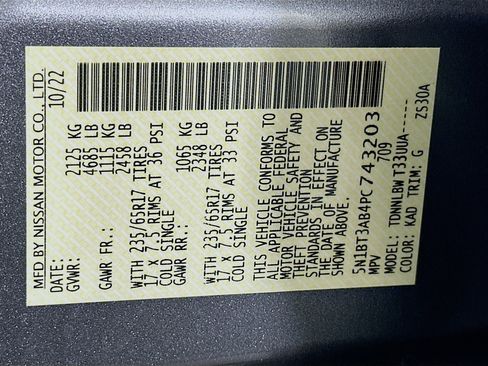 MFD BY NISSAN MOTOR CO., LTD.
DATE: 10/22
GVWR: 2125 KG
4685 LB
GAWR FR.: 1115 KG
2458 LB
WITH 235/65R17 TIRES
17 X 7.5 RIMS AT 36 PSI
COLD SINGLE
GAWR RR.: 1065 KG
2348 LB
WITH 235/65R17 TIRES
17 X 7.5 RIMS AT 33 PSI
COLD SINGLE
THIS VEHICLE CONFORMS TO
ALL APPLICABLE FEDERAL
MOTOR VEHICLE SAFETY AND
THEFT PREVENTION
STANDARDS IN EFFECT ON
THE DATE OF MANUFACTURE
SHOWN ABOVE.
5N1BT3AB4PC743203
MPV 709
MODEL: TDNNLBW T33UUA-----
COLOR: KAD TRIM: G ZS30A